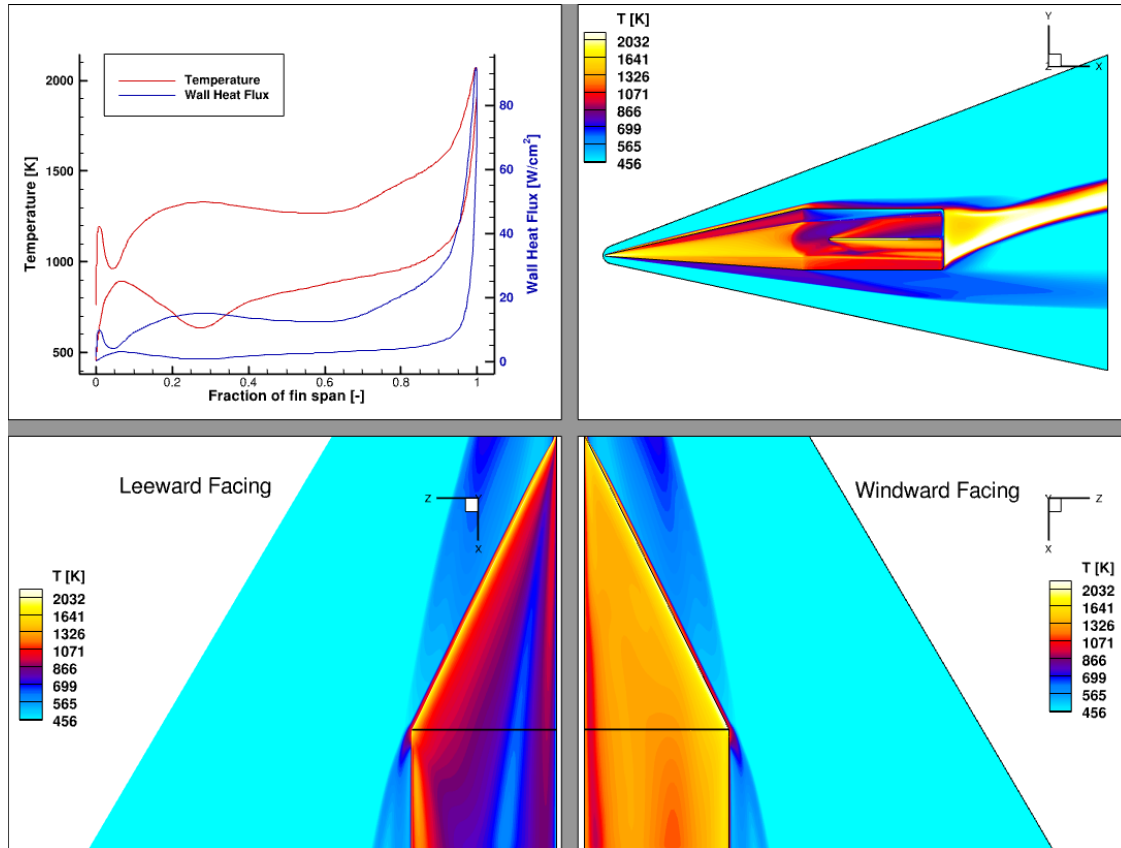 Temperature
Wall Heat Flux
Temperature [K]
2000
1500
1000
500
Wall Heat Flux [W/cm²]
80
60
40
20
0
0 0.2 0.4 0.6 0.8 1
Fraction of fin span [-]
T [K]
2032
1641
1326
1071
866
699
565
456
Y
Z X
Leeward Facing
Z Y
X
T [K]
2032
1641
1326
1071
866
699
565
456
Windward Facing
Y Z
X
T [K]
2032
1641
1326
1071
866
699
565
456